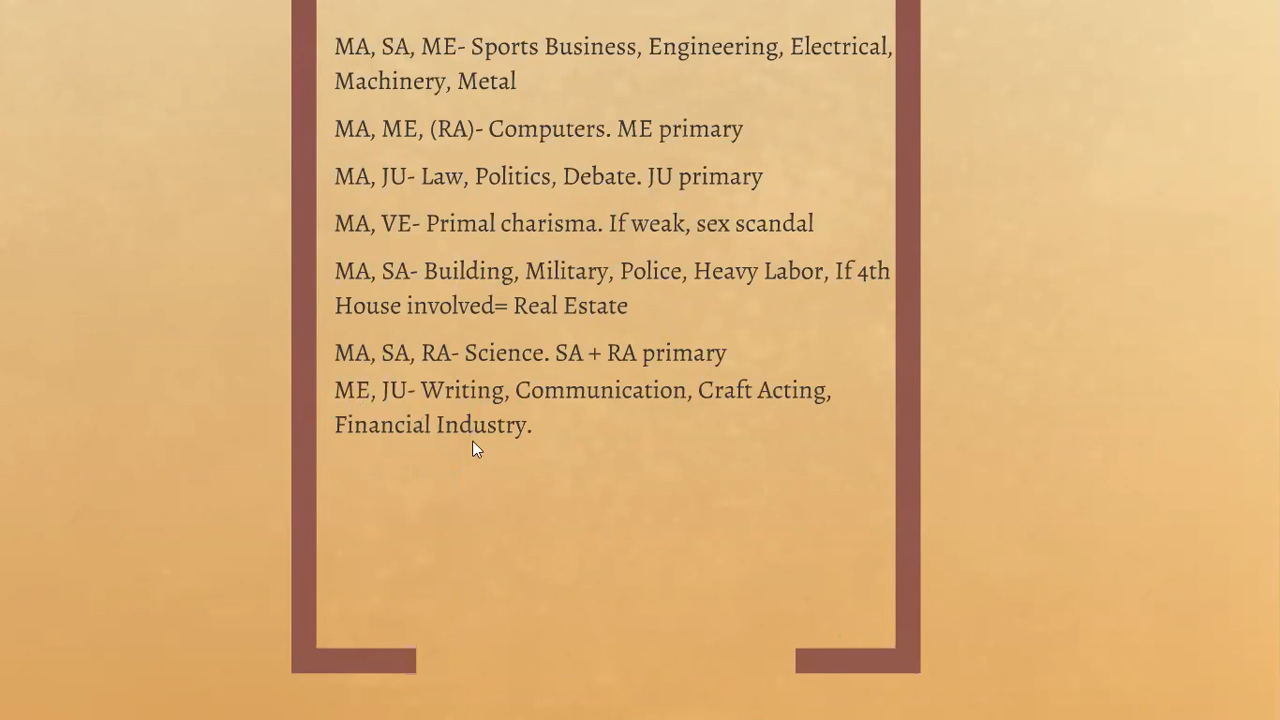 MA, SA, ME- Sports Business, Engineering, Electrical,
Machinery, Metal
MA, ME, (RA)- Computers. ME primary
MA, JU- Law, Politics, Debate. JU primary
MA, VE- Primal charisma. If weak, sex scandal
MA, SA- Building, Military, Police, Heavy Labor, If 4th
House involved= Real Estate
MA, SA, RA- Science. SA + RA primary
ME, JU- Writing, Communication, Craft Acting,
Financial Industry.